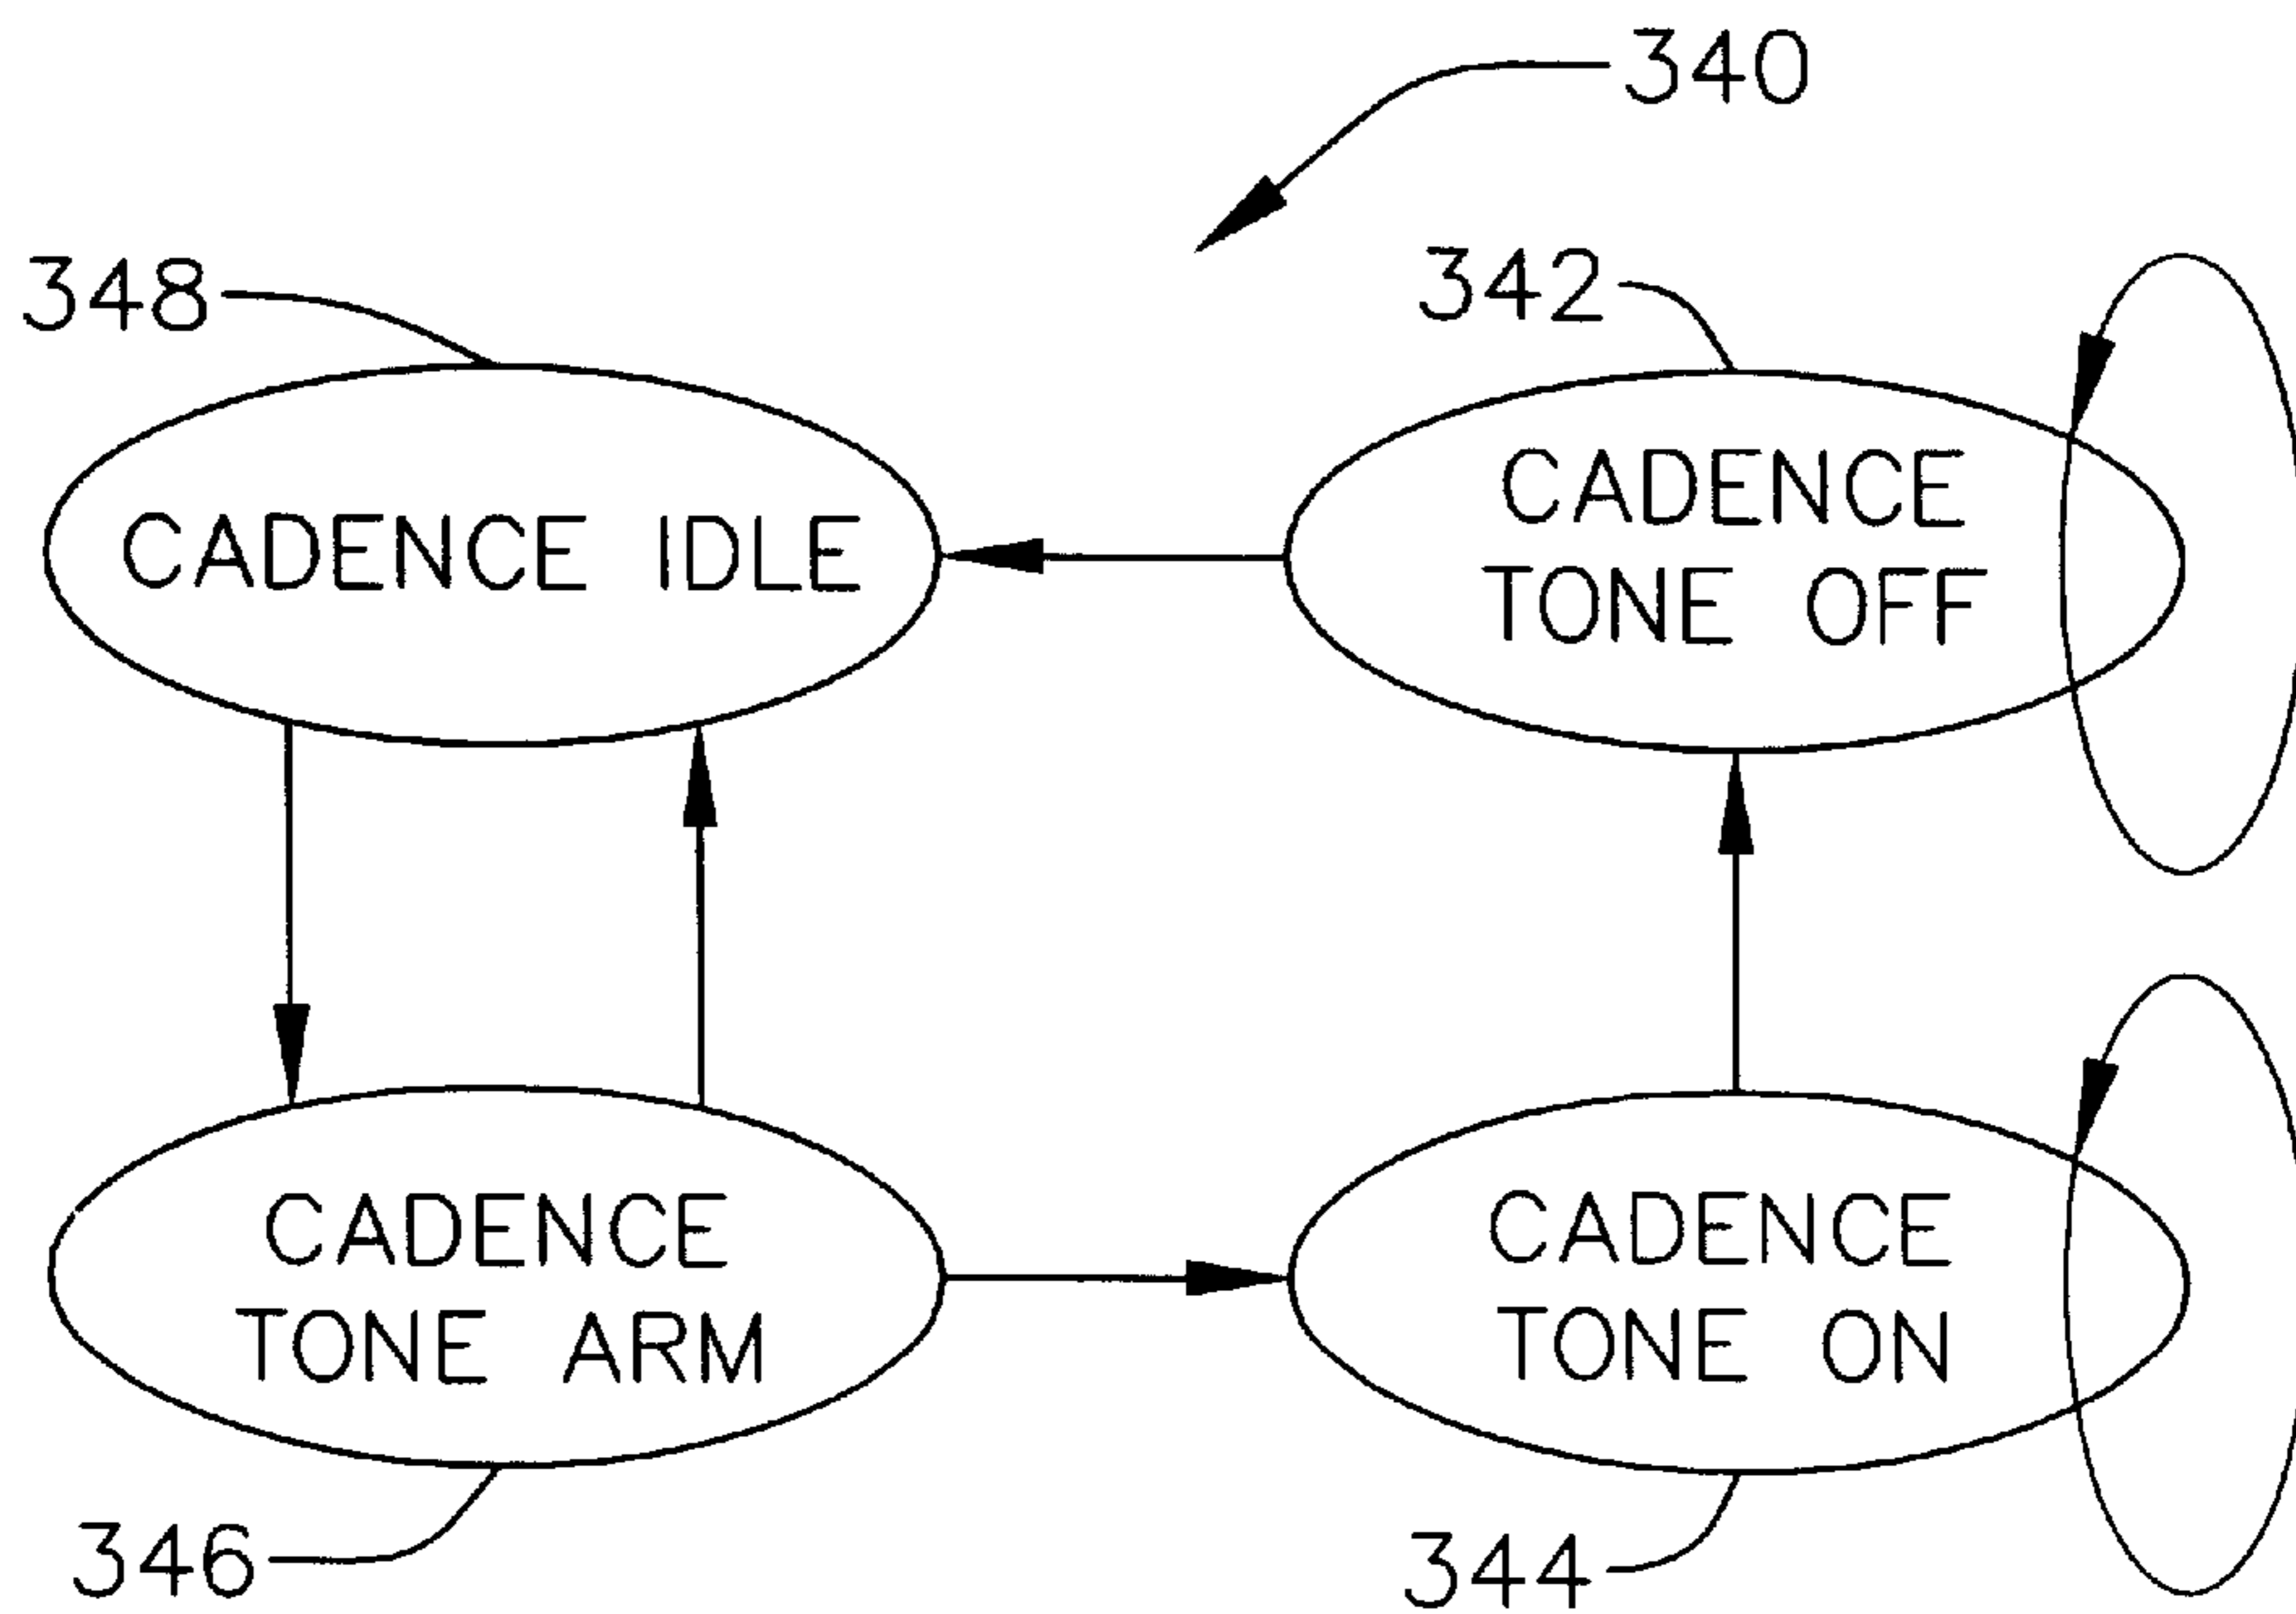 340
348
342
CADENCE IDLE
CADENCE
TONE OFF
CADENCE
TONE ARM
CADENCE
TONE ON
346
344